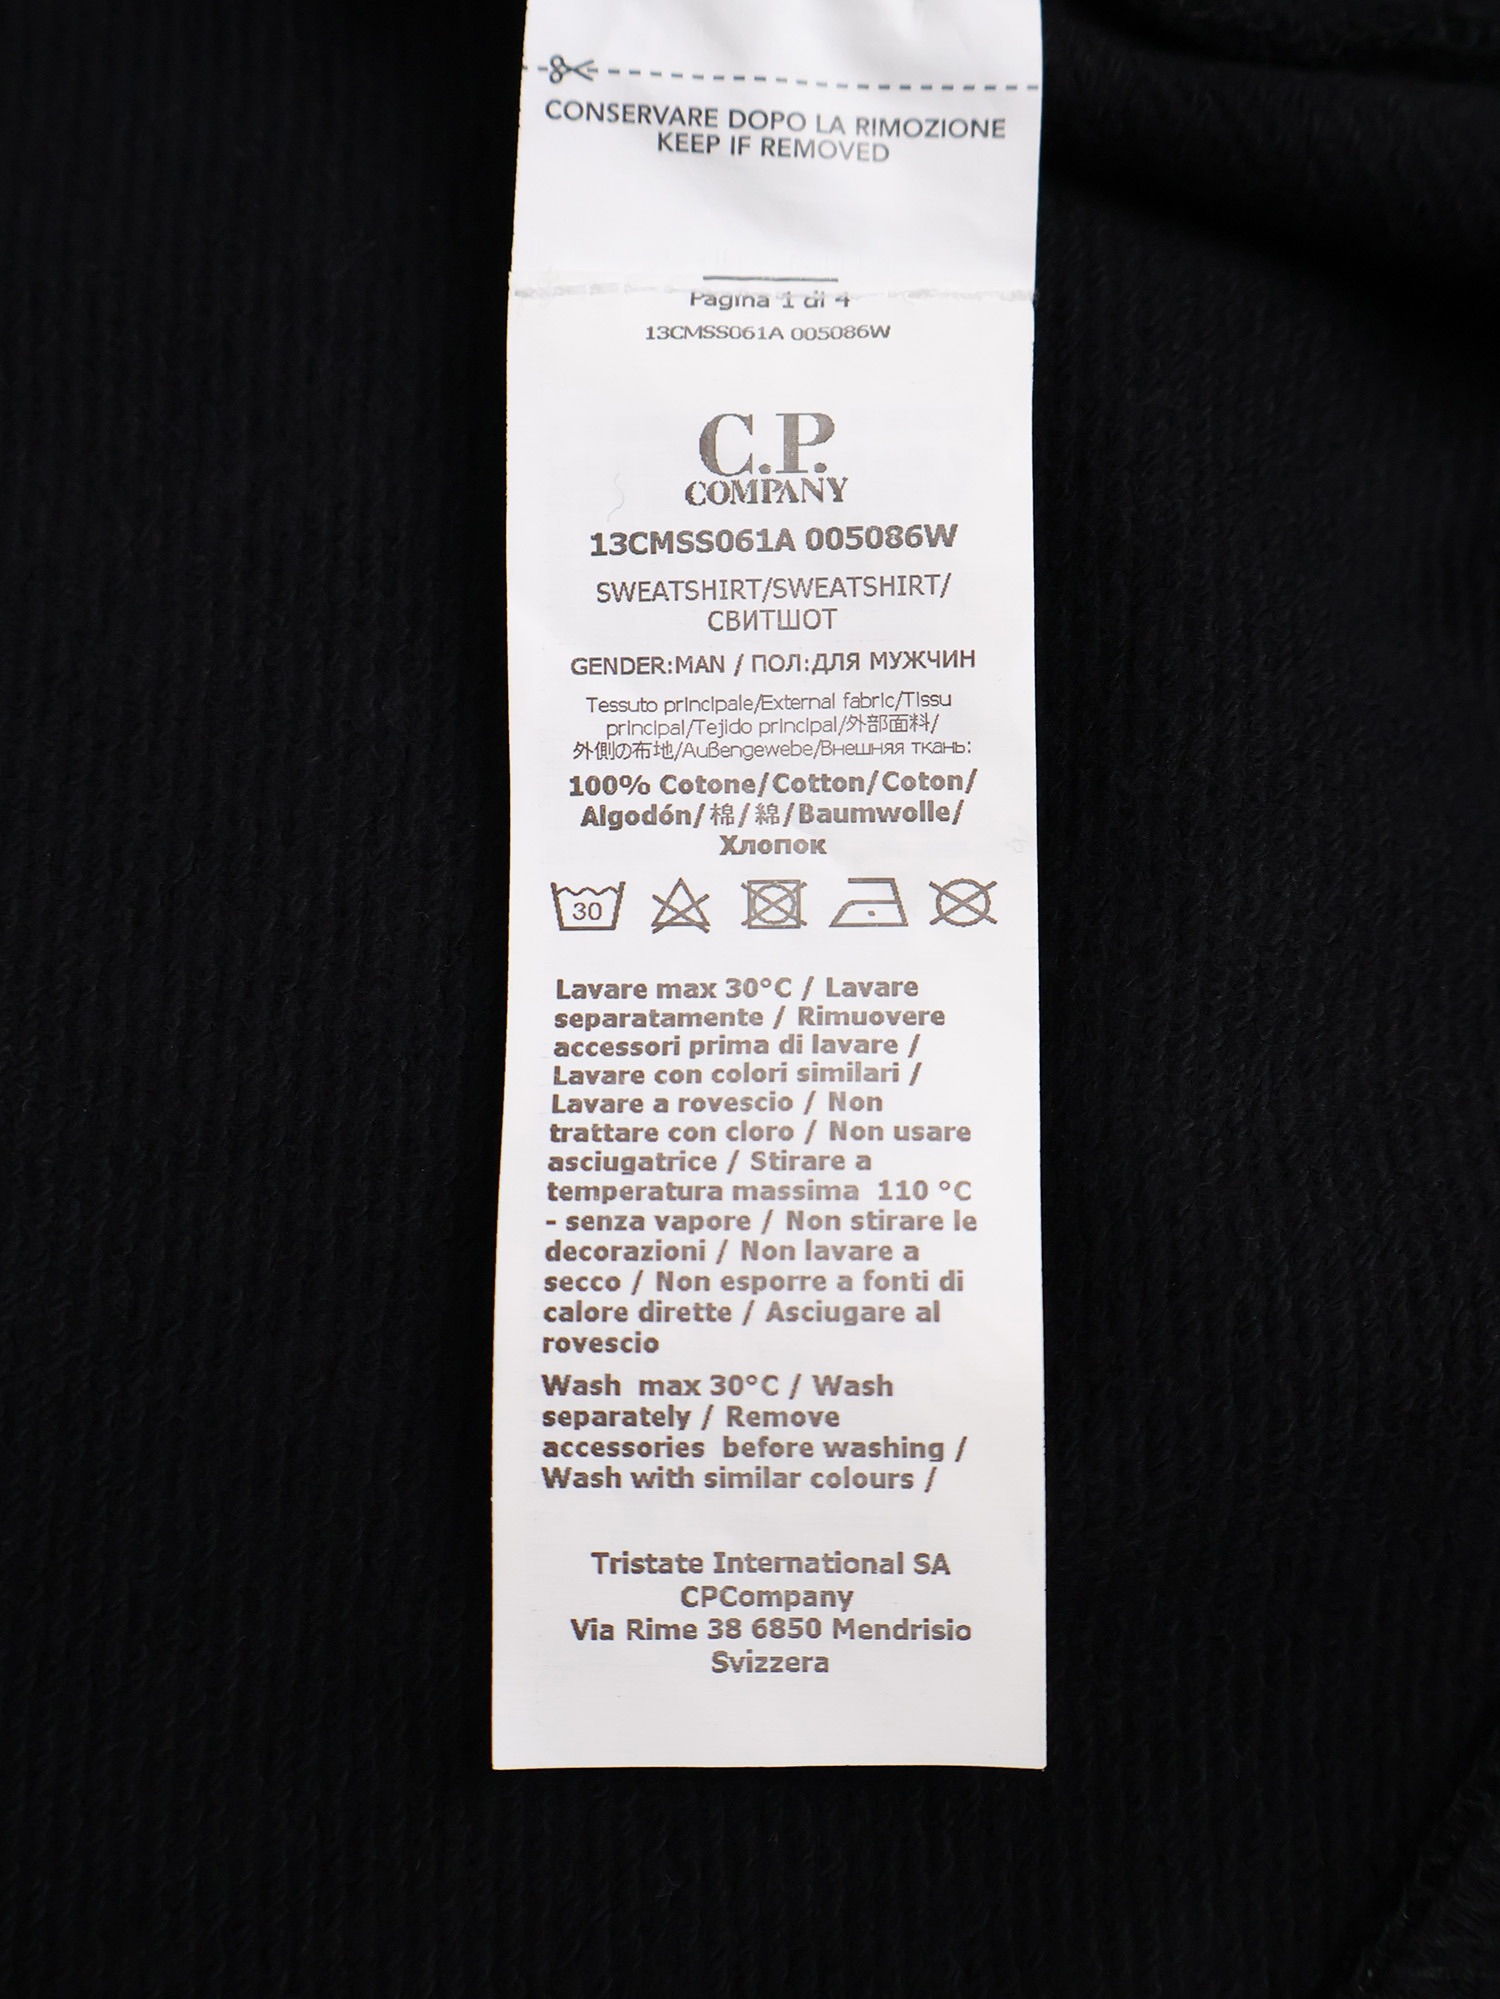 CONSERVARE DOPO LA RIMOZIONE
KEEP IF REMOVED
Pagina 1 di 4
13CMSS061A 005086W
C.P.
COMPANY
13CMSS061A 005086W
SWEATSHIRT/SWEATSHIRT/
СВИТШОТ
GENDER:MAN / ПОЛ:ДЛЯ МУЖЧИН
Tessuto principale/External fabric/Tissu
principal/Tejido principal/外部面料/
外側の布地/Außengewebe/Внешняя ткань:
100% Cotone/Cotton/Coton/
Algodón/棉/綿/Baumwolle/
Хлопок
30
Lavare max 30°C / Lavare
separatamente / Rimuovere
accessori prima di lavare /
Lavare con colori similari /
Lavare a rovescio / Non
trattare con cloro / Non usare
asciugatrice / Stirare a
temperatura massima 110 °C
- senza vapore / Non stirare le
decorazioni / Non lavare a
secco / Non esporre a fonti di
calore dirette / Asciugare al
rovescio
Wash max 30°C / Wash
separately / Remove
accessories before washing /
Wash with similar colours /
Tristate International SA
CPCompany
Via Rime 38 6850 Mendrisio
Svizzera